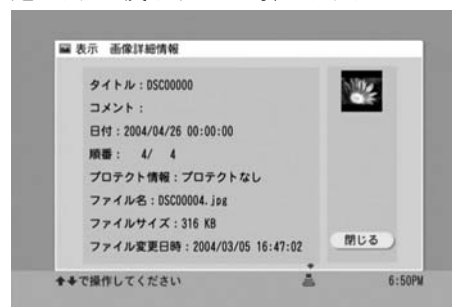 表示 画像詳細情報
タイトル：DSC00000
コメント：
日付：2004/04/26 00:00:00
順番： 4/ 4
プロテクト情報：プロテクトなし
ファイル名：DSC00004.jpg
ファイルサイズ：316 KB
ファイル変更日時：2004/03/05 16:47:02
閉じる
で操作してください
6:50PM